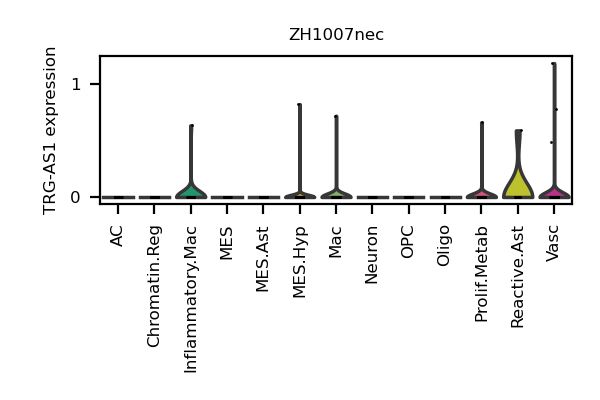 ZH1007nec
TRG-AS1 expression
1
0
AC
Chromatin.Reg
Inflammatory.Mac
MES
MES.Ast
MES.Hyp
Mac
Neuron
OPC
Oligo
Prolif.Metab
Reactive.Ast
Vasc